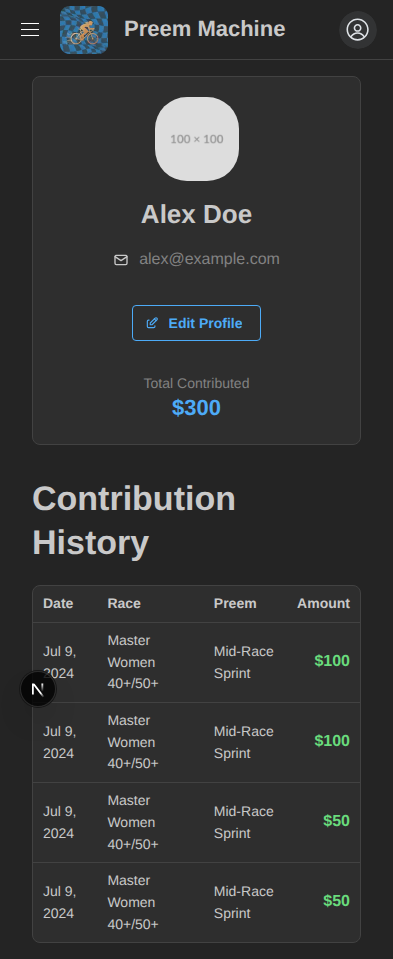 Preem Machine
100 × 100
Alex Doe
alex@example.com
Edit Profile
Total Contributed
$300
Contribution
History
Date Race Preem Amount
Jul 9, 2024 Master Women 40+/50+ Mid-Race Sprint $100
Jul 9, 2024 Master Women 40+/50+ Mid-Race Sprint $100
Jul 9, 2024 Master Women 40+/50+ Mid-Race Sprint $50
Jul 9, 2024 Master Women 40+/50+ Mid-Race Sprint $50
N